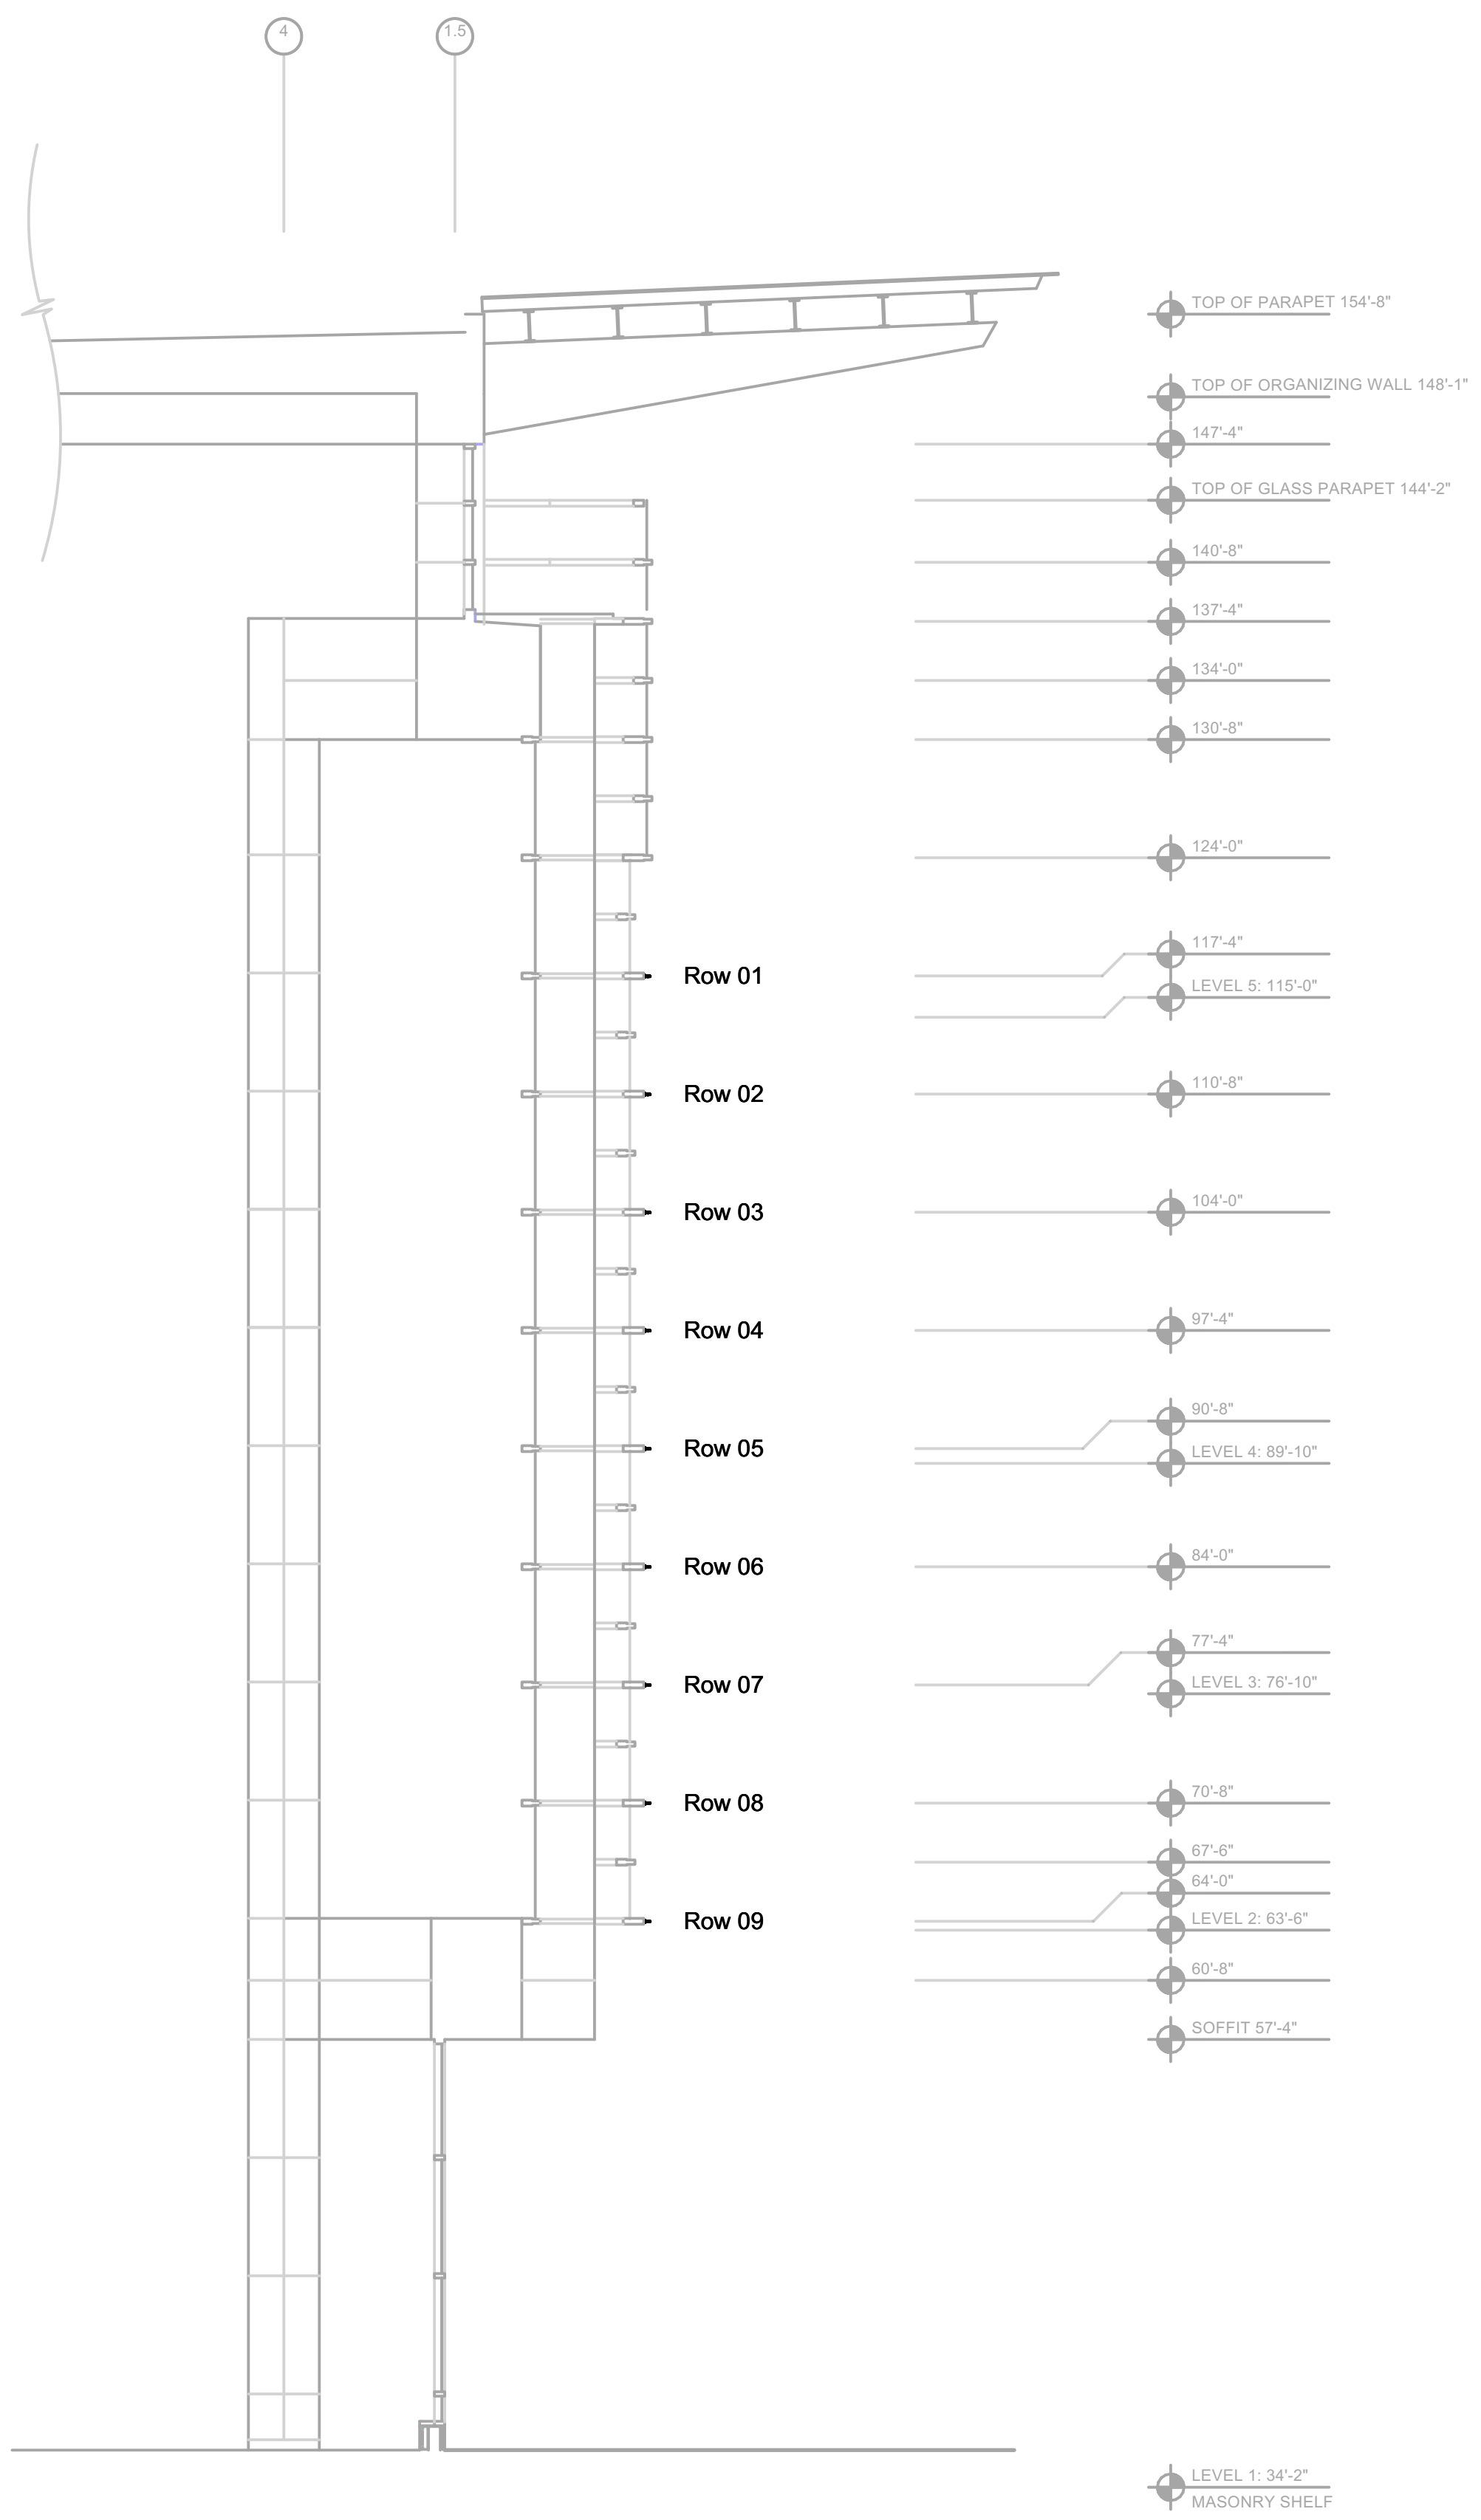 4
1.5
TOP OF PARAPET 154'-8"
TOP OF ORGANIZING WALL 148'-1"
147'-4"
TOP OF GLASS PARAPET 144'-2"
140'-8"
137'-4"
134'-0"
130'-8"
124'-0"
117'-4"
Row 01
LEVEL 5: 115'-0"
Row 02
110'-8"
Row 03
104'-0"
Row 04
97'-4"
90'-8"
Row 05
LEVEL 4: 89'-10"
Row 06
84'-0"
77'-4"
Row 07
LEVEL 3: 76'-10"
Row 08
70'-8"
67'-6"
64'-0"
Row 09
LEVEL 2: 63'-6"
60'-8"
SOFFIT 57'-4"
LEVEL 1: 34'-2"
MASONRY SHELF